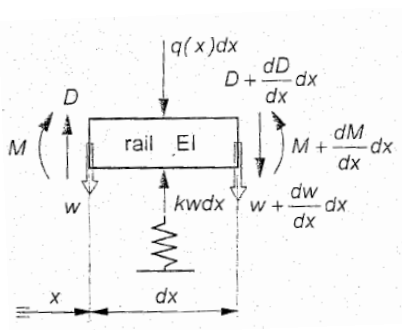 q(x)dx
D
D + dD/dx dx
M
rail EI
M + dM/dx dx
w
kwdx
w + dw/dx dx
x
dx